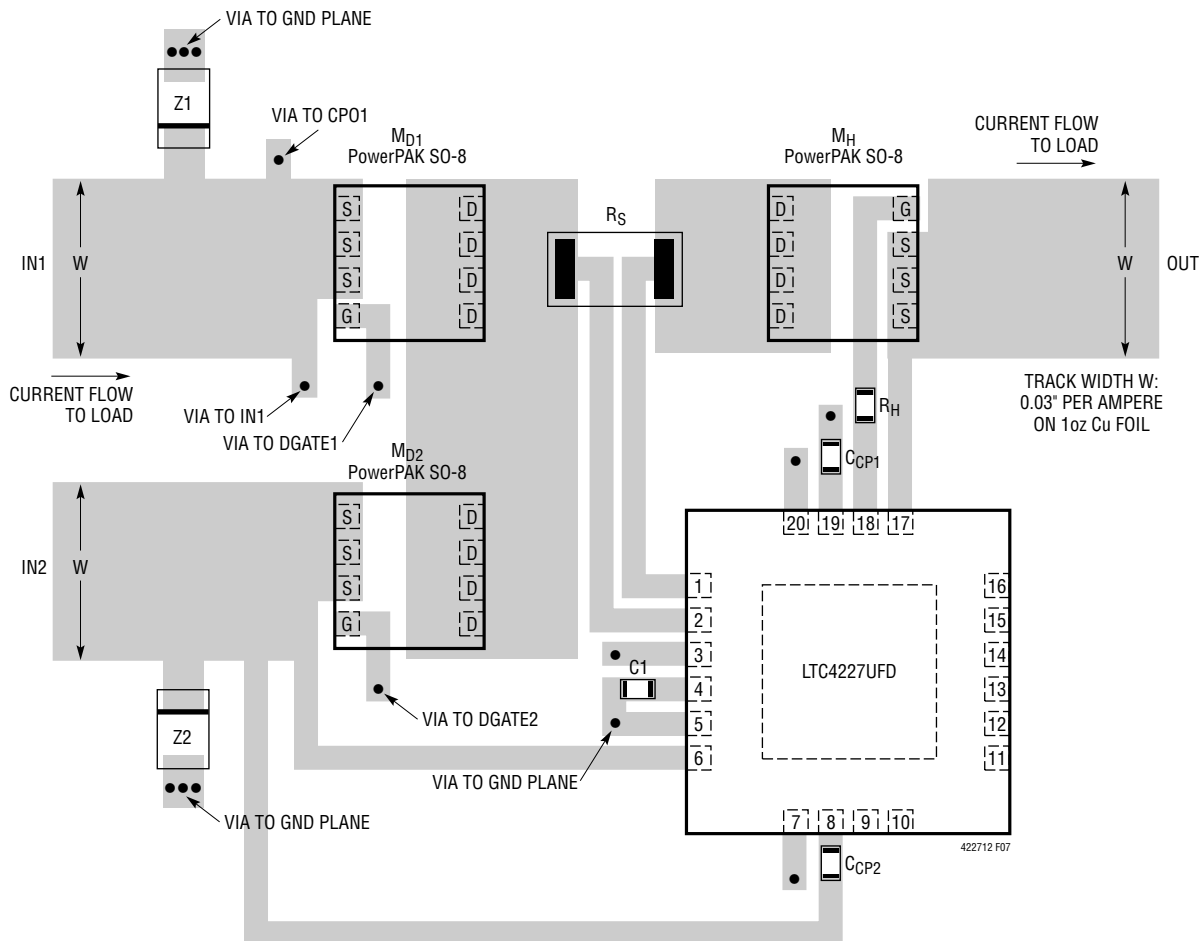 VIA TO GND PLANE
Z1
VIA TO CPO1
MD1
PowerPAK SO-8
MH
PowerPAK SO-8
CURRENT FLOW
TO LOAD
S
S
S
G
D
D
D
D
RS
D
D
D
D
G
S
S
S
IN1
W
W
OUT
CURRENT FLOW
TO LOAD
VIA TO IN1
VIA TO DGATE1
TRACK WIDTH W:
0.03" PER AMPERE
ON 1oz Cu FOIL
RH
CCP1
MD2
PowerPAK SO-8
S
S
S
G
D
D
D
D
IN2
W
20 19 18 17
1
2
3
4
5
6
16
15
14
13
12
11
LTC4227UFD
C1
VIA TO DGATE2
Z2
VIA TO GND PLANE
VIA TO GND PLANE
7 8 9 10
422712 F07
CCP2